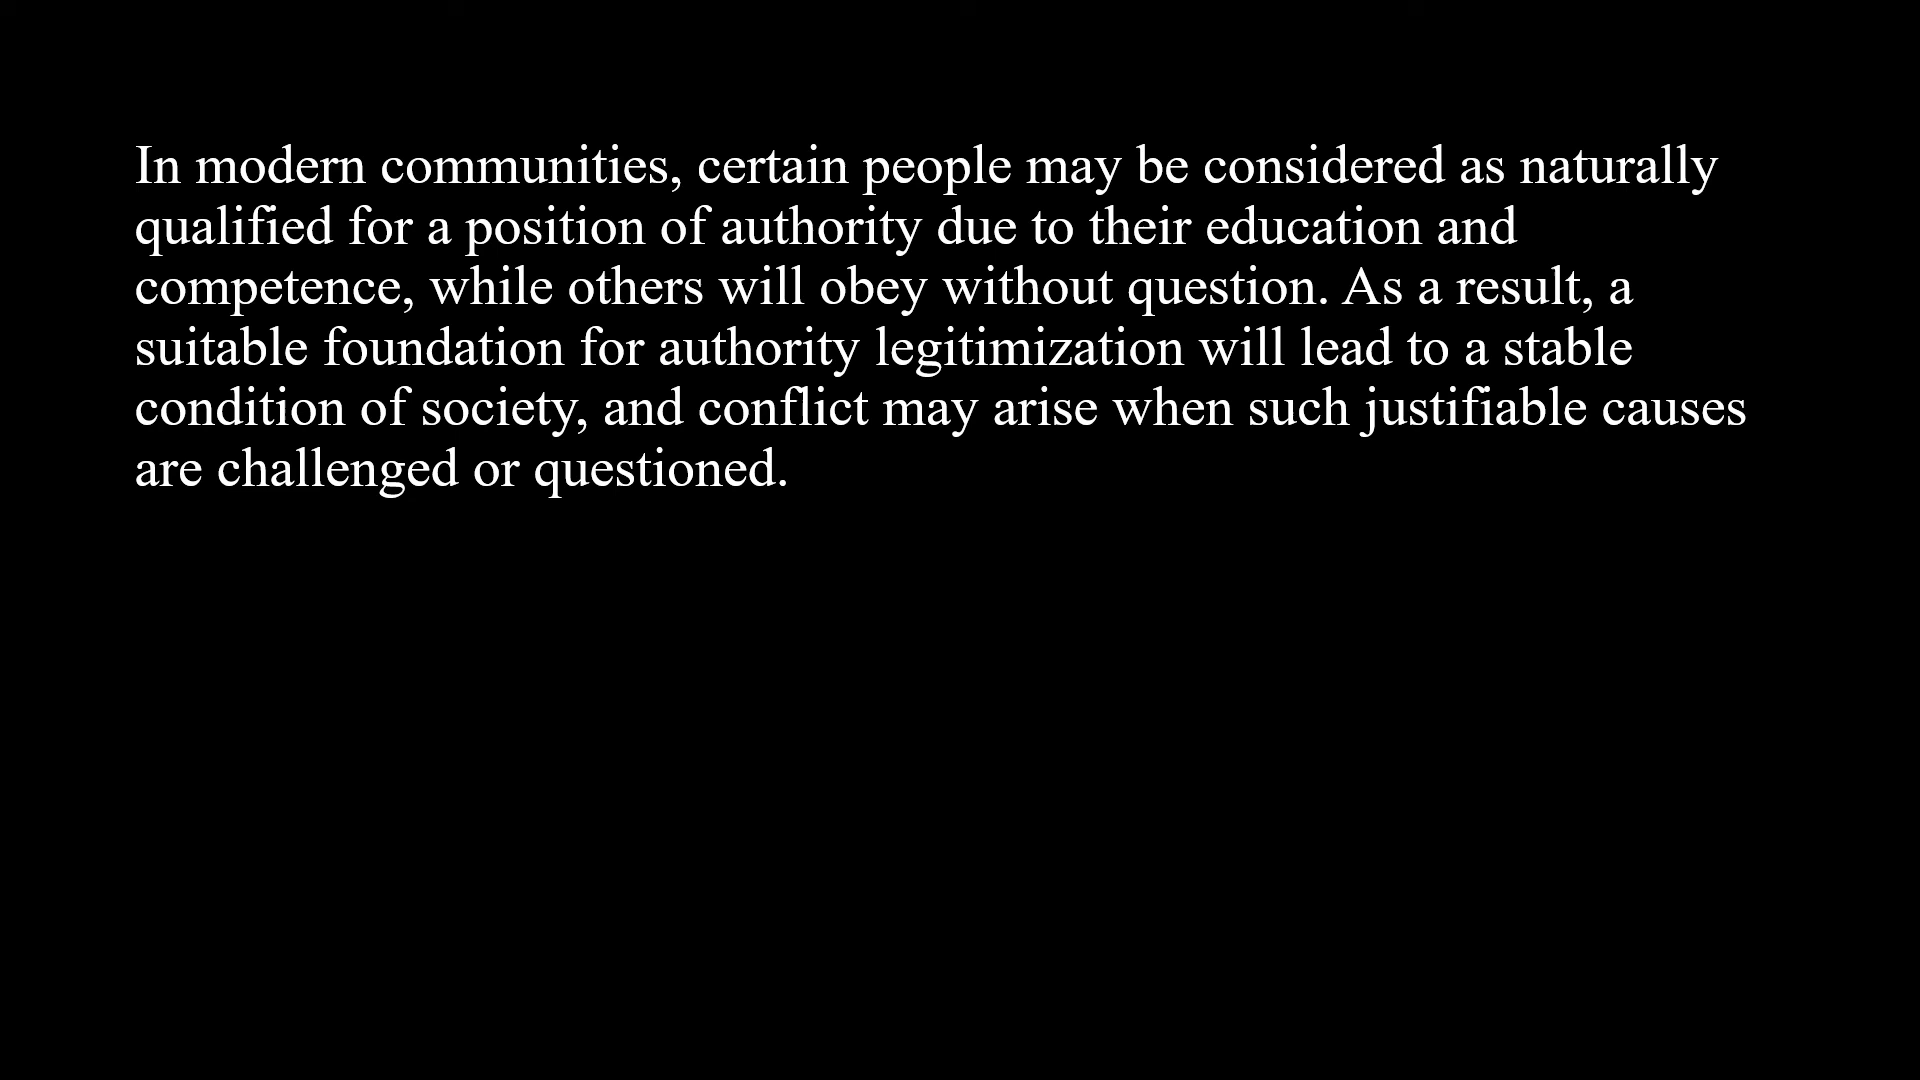 In modern communities, certain people may be considered as naturally
qualified for a position of authority due to their education and
competence, while others will obey without question. As a result, a
suitable foundation for authority legitimization will lead to a stable
condition of society, and conflict may arise when such justifiable causes
are challenged or questioned.